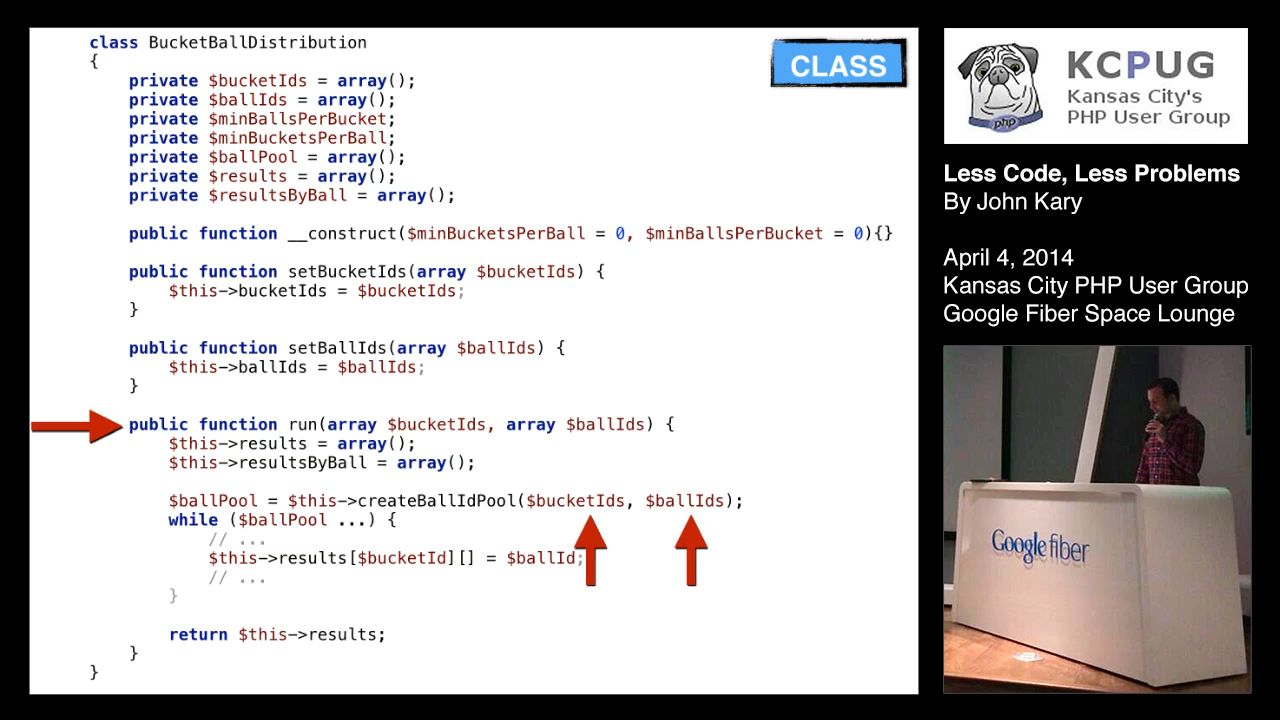 class BucketBallDistribution
{
private $bucketIds = array();
private $ballIds = array();
private $minBallsPerBucket;
private $minBucketsPerBall;
private $ballPool = array();
private $results = array();
private $resultsByBall = array();
public function __construct($minBucketsPerBall = 0, $minBallsPerBucket = 0){}
public function setBucketIds(array $bucketIds) {
$this->bucketIds = $bucketIds;
}
public function setBallIds(array $ballIds) {
$this->ballIds = $ballIds;
}
public function run(array $bucketIds, array $ballIds) {
$this->results = array();
$this->resultsByBall = array();
$ballPool = $this->createBallIdPool($bucketIds, $ballIds);
while ($ballPool ...) {
// ...
$this->results[$bucketId][] = $ballId;
// ...
}
return $this->results;
}
}
CLASS
KCPUG
Kansas City's
PHP User Group
php
Less Code, Less Problems
By John Kary
April 4, 2014
Kansas City PHP User Group
Google Fiber Space Lounge
Google fiber